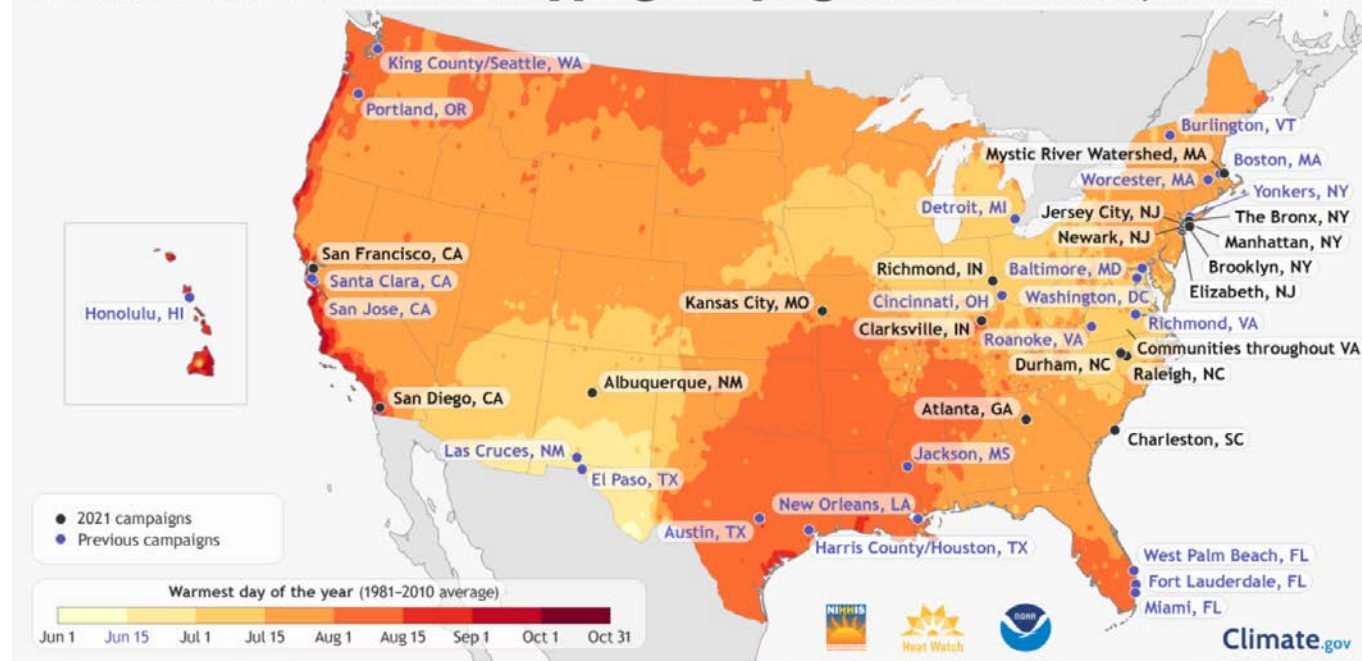 King County/Seattle, WA
Portland, OR
Burlington, VT
Mystic River Watershed, MA
Boston, MA
Worcester, MA
Yonkers, NY
Detroit, MI
Jersey City, NJ
The Bronx, NY
Newark, NJ
Manhattan, NY
San Francisco, CA
Richmond, IN
Baltimore, MD
Brooklyn, NY
Santa Clara, CA
Elizabeth, NJ
Honolulu, HI
San Jose, CA
Kansas City, MO
Cincinnati, OH
Washington, DC
Richmond, VA
Clarksville, IN
Roanoke, VA
Communities throughout VA
Durham, NC
Raleigh, NC
Albuquerque, NM
San Diego, CA
Atlanta, GA
Charleston, SC
Las Cruces, NM
Jackson, MS
El Paso, TX
New Orleans, LA
Austin, TX
Harris County/Houston, TX
2021 campaigns
Previous campaigns
West Palm Beach, FL
Fort Lauderdale, FL
Miami, FL
Warmest day of the year (1981–2010 average)
Jun 1 Jun 15 Jul 1 Jul 15 Aug 1 Aug 15 Sep 1 Oct 1 Oct 31
NIHHIS
Heat Watch
NOAA
Climate.gov